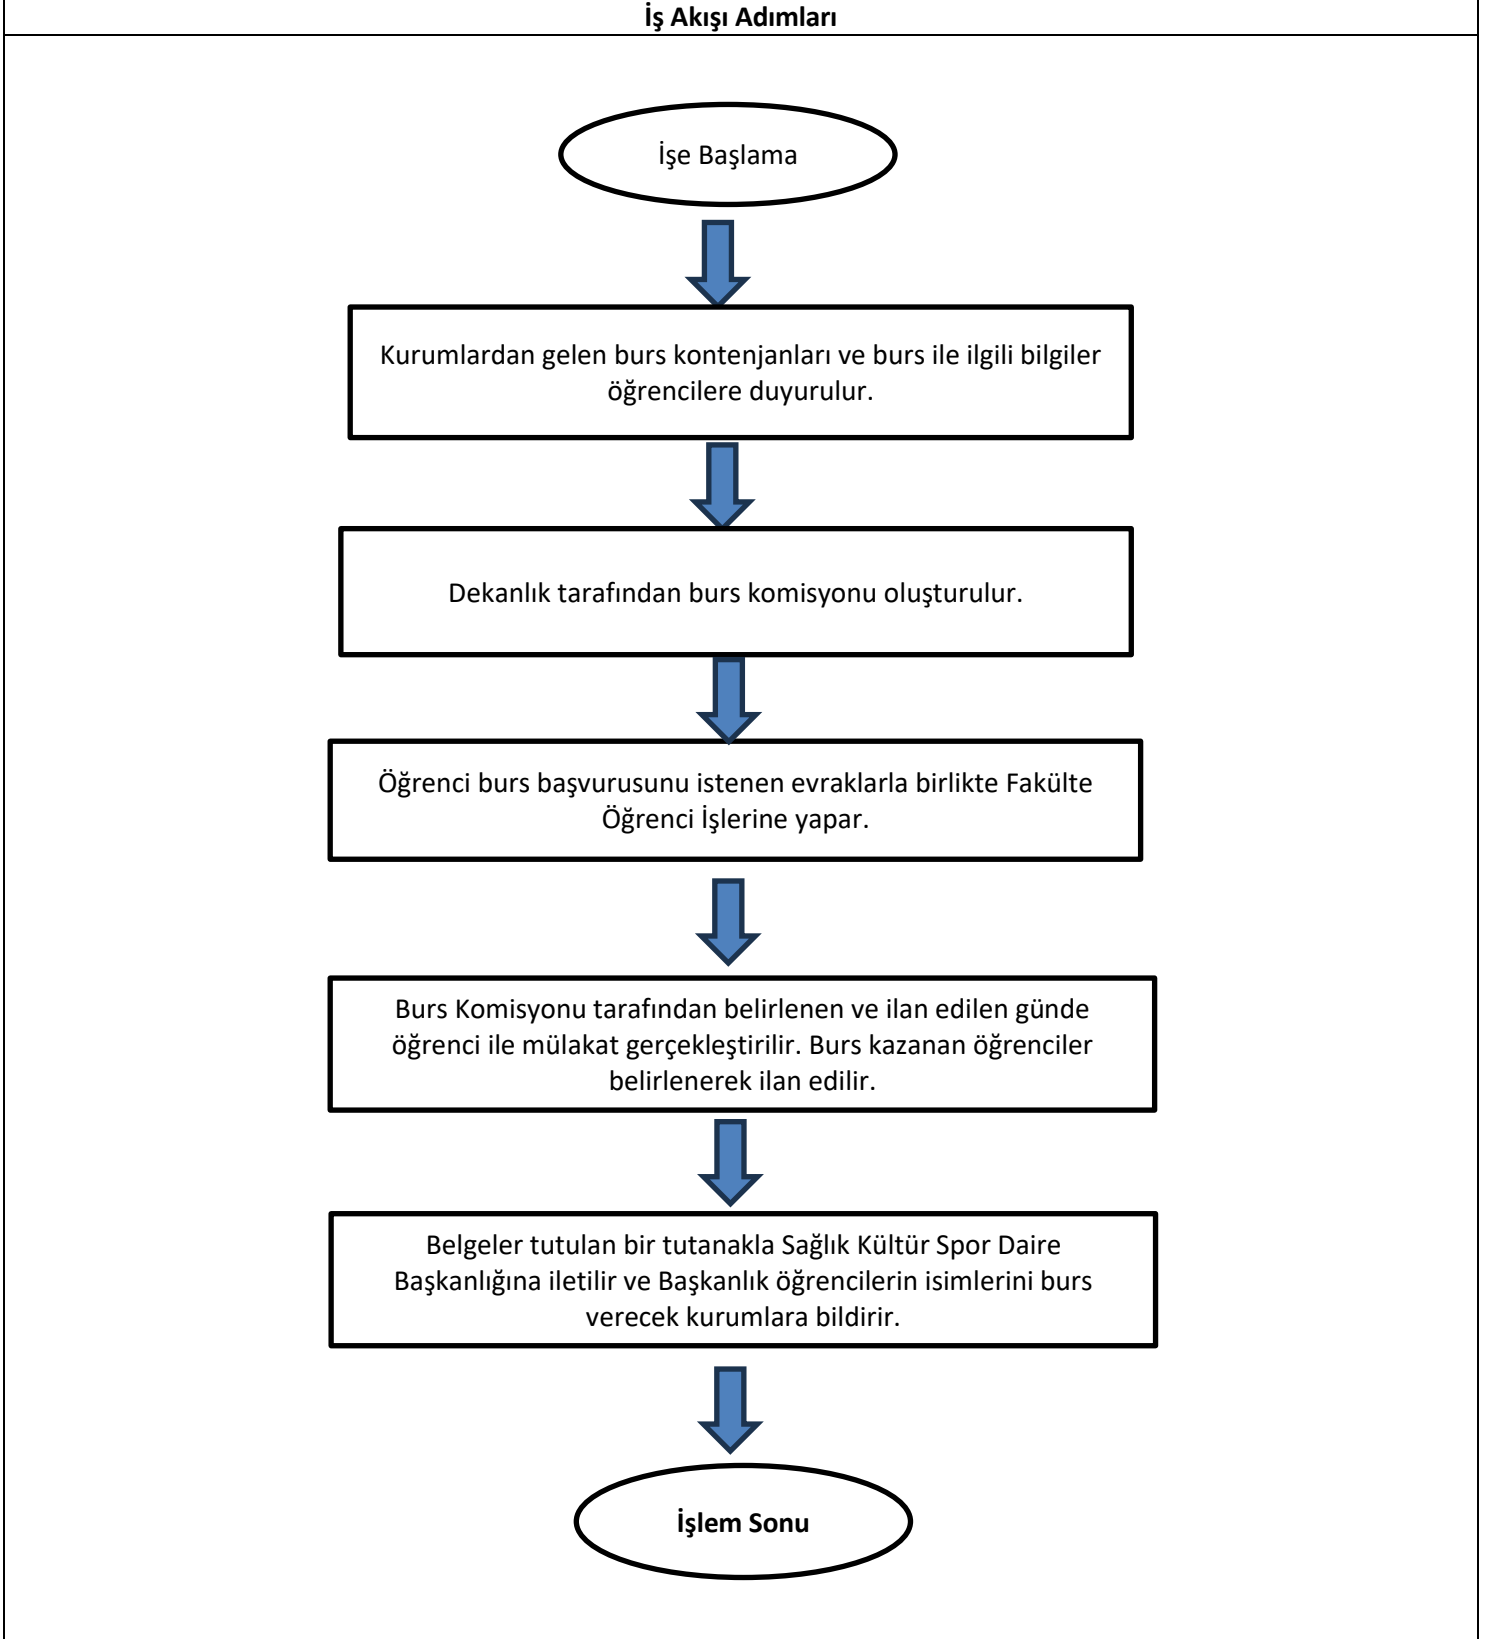 İş Akışı Adımları
İşe Başlama
Kurumlardan gelen burs kontenjanları ve burs ile ilgili bilgiler
öğrencilere duyurulur.
Dekanlık tarafından burs komisyonu oluşturulur.
Öğrenci burs başvurusunu istenen evraklarla birlikte Fakülte
Öğrenci İşlerine yapar.
Burs Komisyonu tarafından belirlenen ve ilan edilen günde
öğrenci ile mülakat gerçekleştirilir. Burs kazanan öğrenciler
belirlenerek ilan edilir.
Belgeler tutulan bir tutanakla Sağlık Kültür Spor Daire
Başkanlığına iletilir ve Başkanlık öğrencilerin isimlerini burs
verecek kurumlara bildirir.
İşlem Sonu